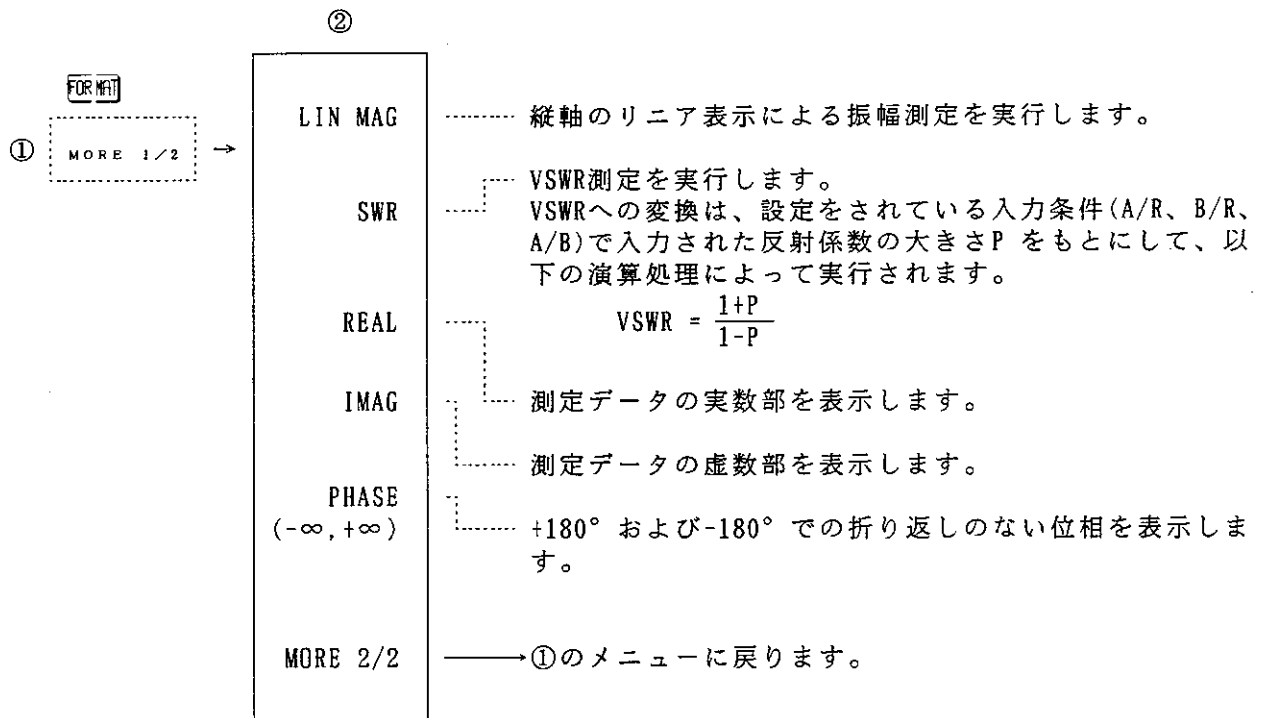 ②
FORMAT
① MORE 1/2 →
LIN MAG 縦軸のリニア表示による振幅測定を実行します。
SWR VSWR測定を実行します。
VSWRへの変換は、設定をされている入力条件(A/R、B/R、
A/B)で入力された反射係数の大きさP をもとにして、以
下の演算処理によって実行されます。
VSWR = 1+P
1-P
REAL 測定データの実数部を表示します。
IMAG 測定データの虚数部を表示します。
PHASE
(-∞,+∞) +180° および-180° での折り返しのない位相を表示しま
す。
MORE 2/2 →①のメニューに戻ります。